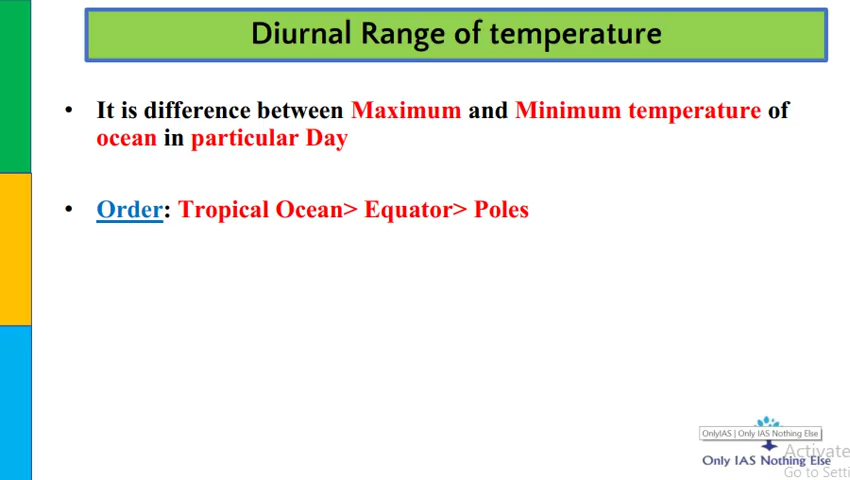 Diurnal Range of temperature
• It is difference between Maximum and Minimum temperature of
ocean in particular Day
• Order: Tropical Ocean> Equator> Poles
OnlyIAS | Only IAS Nothing Else
Activate
Only IAS Nothing Else
Go to Setti